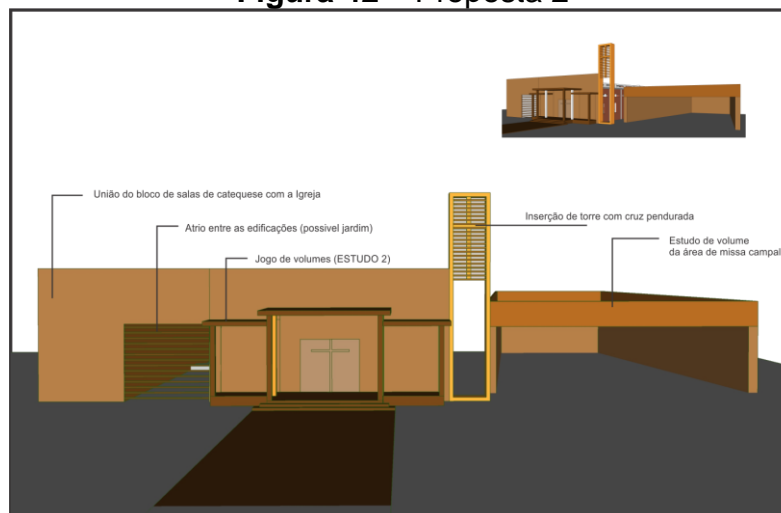 Figura 42 – Proposta 2
União do bloco de salas de catequese com a Igreja
Atrio entre as edificações (possivel jardim)
Jogo de volumes (ESTUDO 2)
Inserção de torre com cruz pendurada
Estudo de volume
da área de missa campal